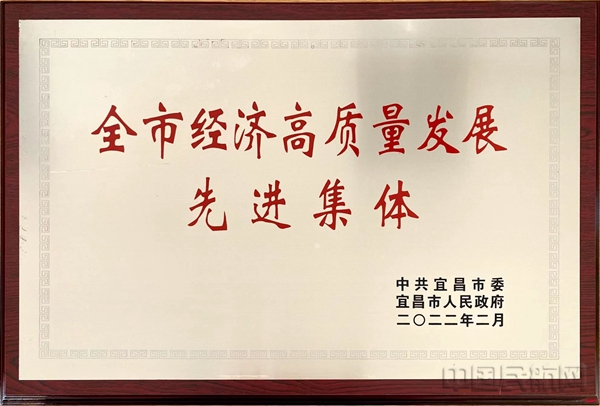 全市经济高质量发展
先进集体
中共宜昌市委
宜昌市人民政府
二〇二二年二月
中国民航网